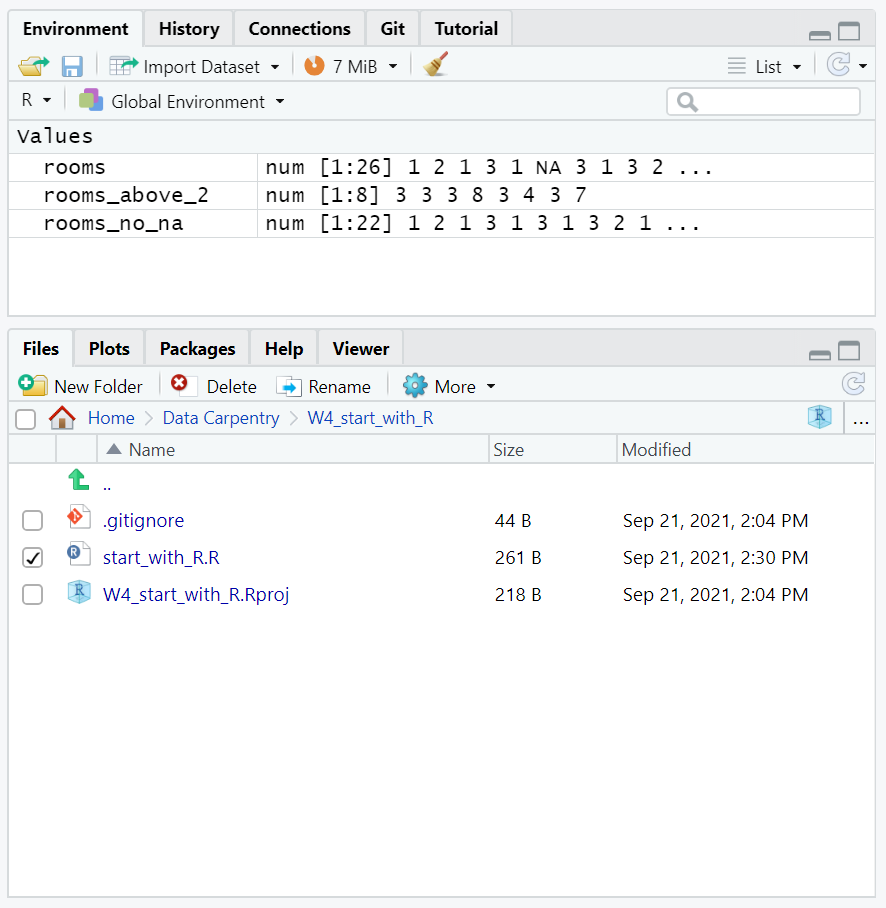 Environment History Connections Git Tutorial
Import Dataset 7 MiB List
R Global Environment
Values
rooms num [1:26] 1 2 1 3 1 NA 3 1 3 2 ...
rooms_above_2 num [1:8] 3 3 3 8 3 4 3 7
rooms_no_na num [1:22] 1 2 1 3 1 3 1 3 2 1 ...
Files Plots Packages Help Viewer
New Folder Delete Rename More
Home Data Carpentry W4_start_with_R R ...
Name Size Modified
..
.gitignore 44 B Sep 21, 2021, 2:04 PM
R start_with_R.R 261 B Sep 21, 2021, 2:30 PM
R W4_start_with_R.Rproj 218 B Sep 21, 2021, 2:04 PM